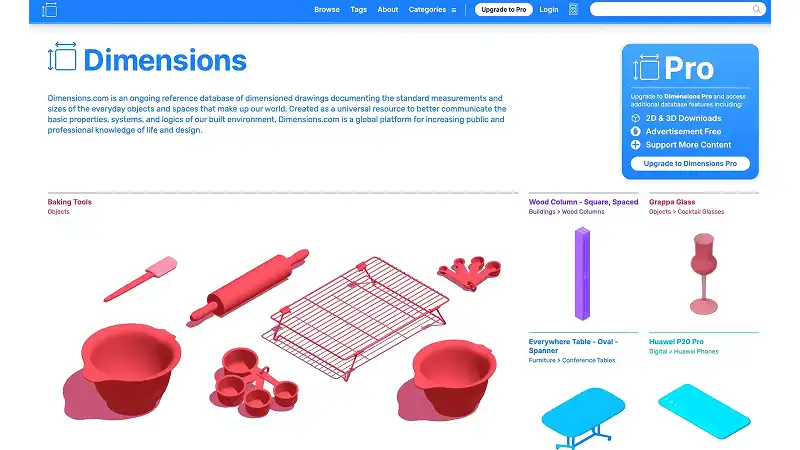 Browse Tags About Categories Upgrade to Pro Login
Dimensions
Dimensions.com is an ongoing reference database of dimensioned drawings documenting the standard measurements and
sizes of the everyday objects and spaces that make up our world. Created as a universal resource to better communicate the
basic properties, systems, and logics of our built environment, Dimensions.com is a global platform for increasing public and
professional knowledge of life and design.
Pro
Upgrade to Dimensions Pro and access
additional database features including:
2D & 3D Downloads
Advertisement Free
Support More Content
Upgrade to Dimensions Pro
Baking Tools
Objects
Wood Column - Square, Spaced
Buildings > Wood Columns
Grappa Glass
Objects > Cocktail Glasses
Everywhere Table - Oval -
Spanner
Furniture > Conference Tables
Huawei P20 Pro
Digital > Huawei Phones